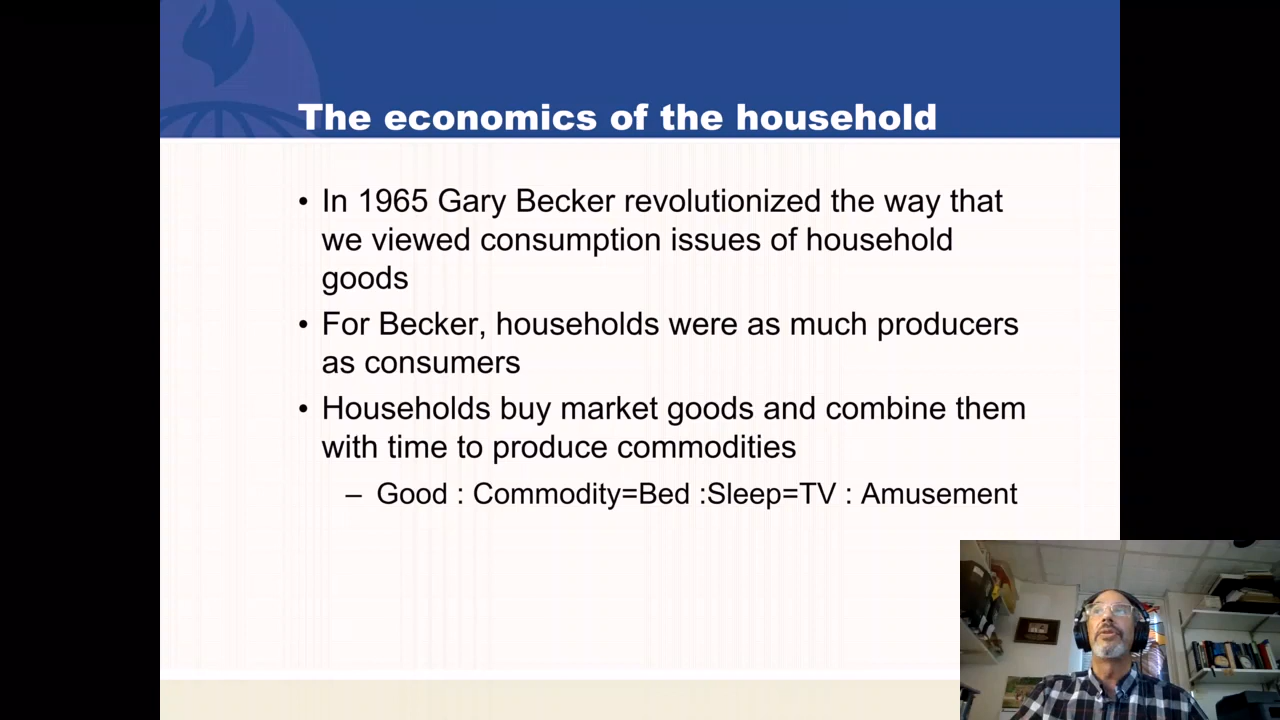 The economics of the household
• In 1965 Gary Becker revolutionized the way that
we viewed consumption issues of household
goods
• For Becker, households were as much producers
as consumers
• Households buy market goods and combine them
with time to produce commodities
– Good : Commodity=Bed :Sleep=TV : Amusement